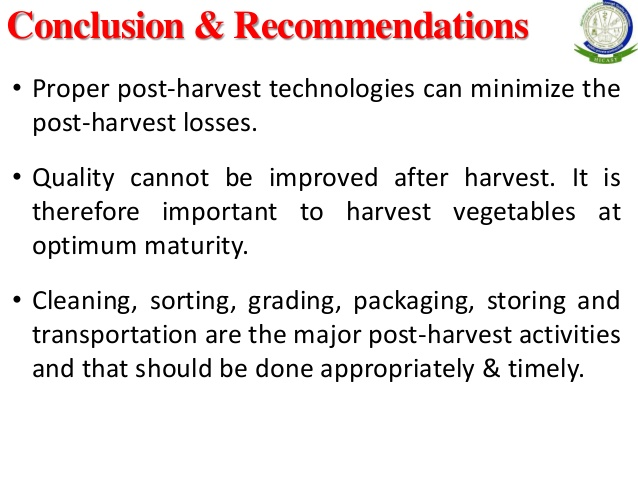 Conclusion & Recommendations
• Proper post-harvest technologies can minimize the
post-harvest losses.
• Quality cannot be improved after harvest. It is
therefore important to harvest vegetables at
optimum maturity.
• Cleaning, sorting, grading, packaging, storing and
transportation are the major post-harvest activities
and that should be done appropriately & timely.